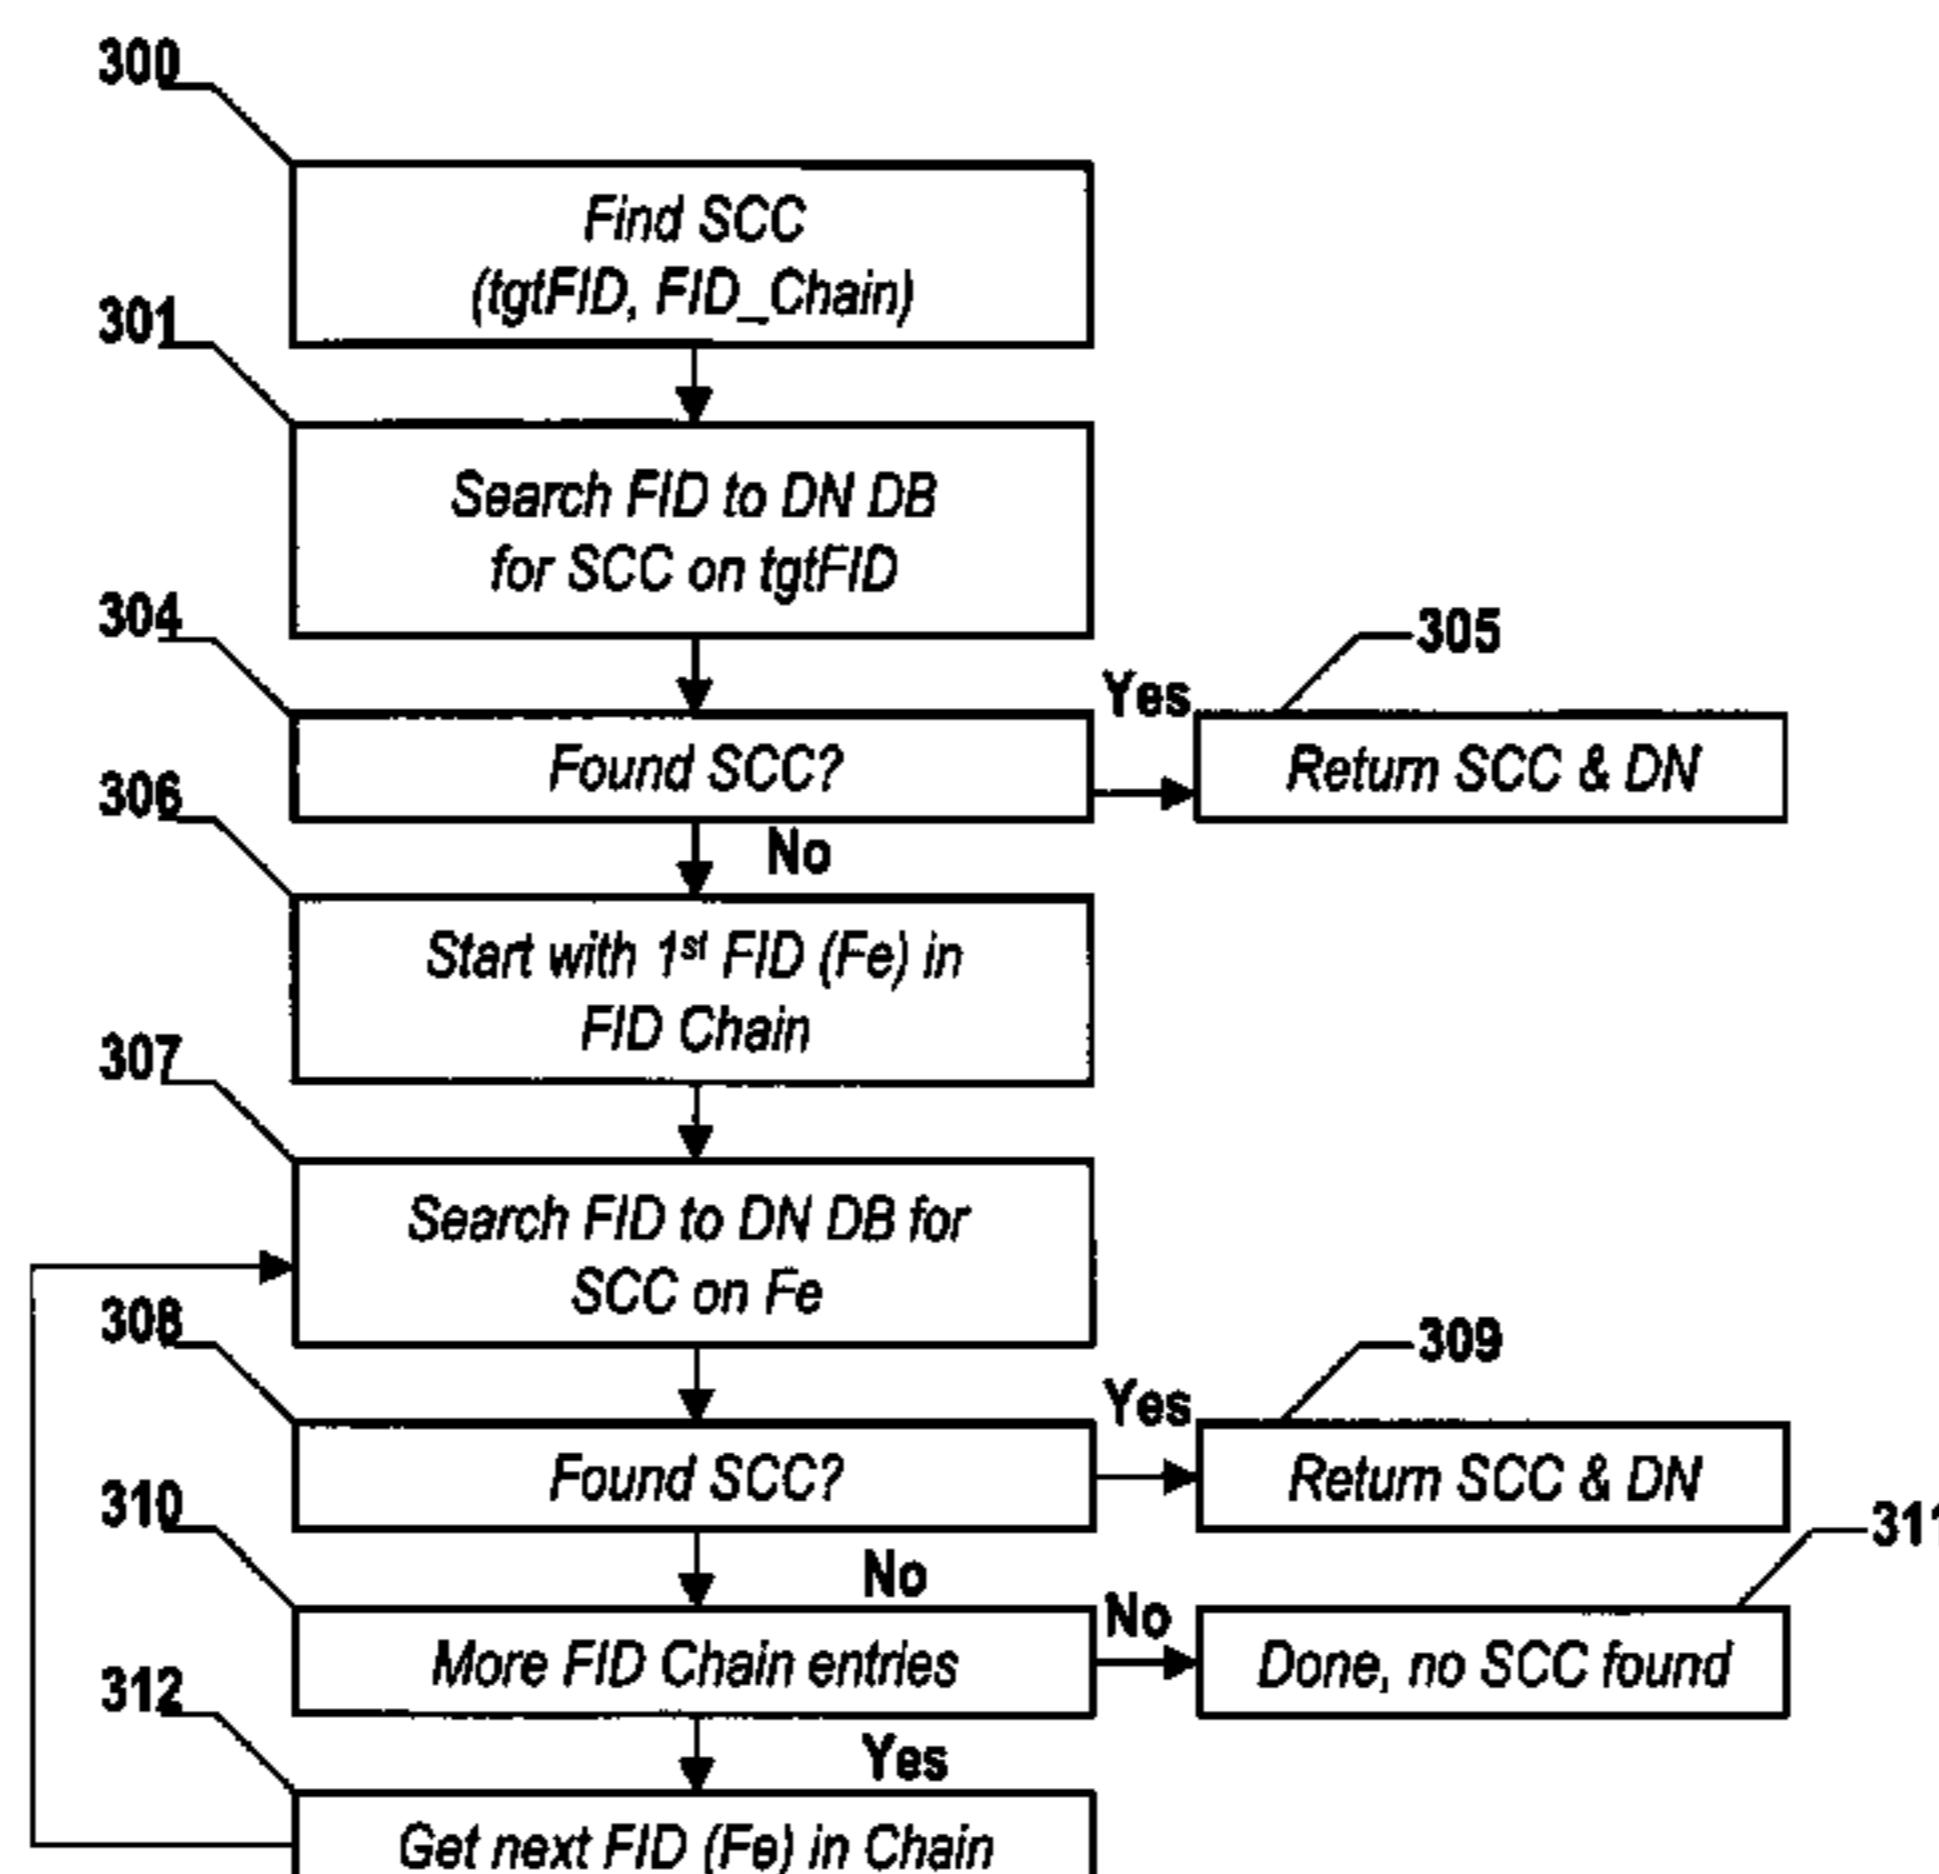 300
Find SCC
(tgtFID, FID_Chain)
301
Search FID to DN DB
for SCC on tgtFID
304
305
Found SCC?
Yes
Return SCC & DN
306
No
Start with 1st FID (Fe) in
FID Chain
307
Search FID to DN DB for
SCC on Fe
308
309
Found SCC?
Yes
Return SCC & DN
310
No
311
More FID Chain entries
No
Done, no SCC found
312
Yes
Get next FID (Fe) in Chain